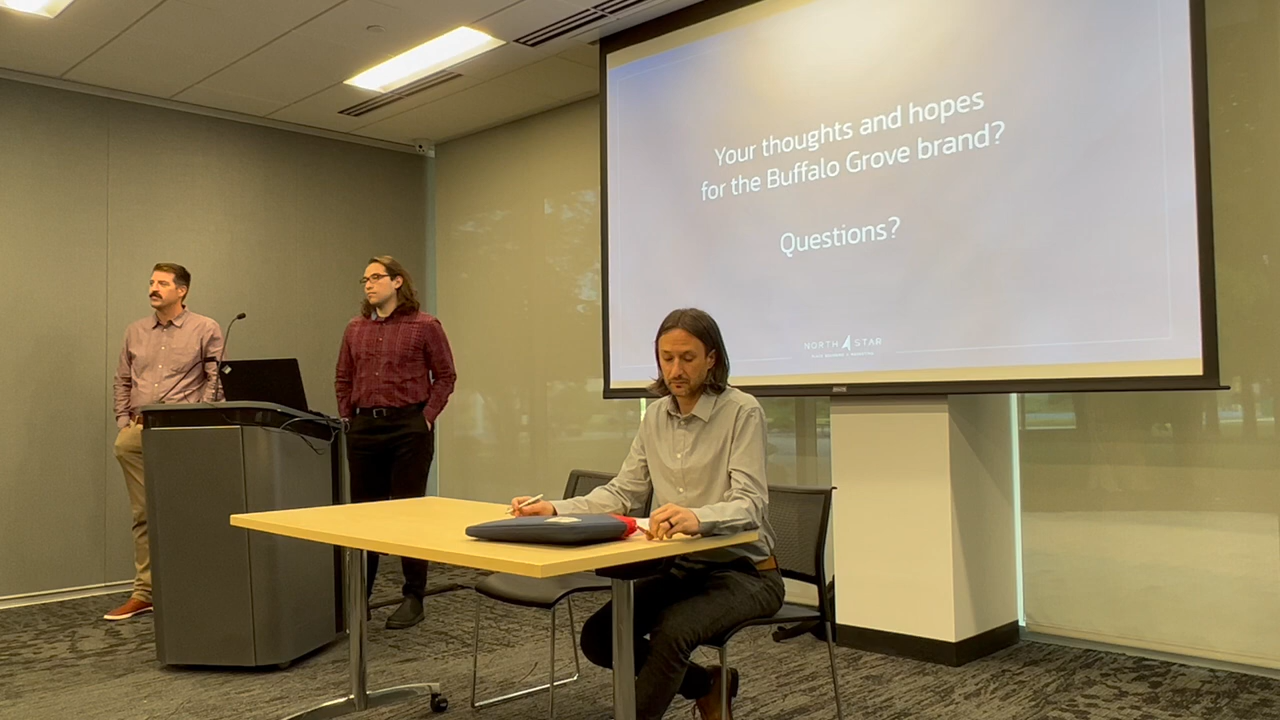 Your thoughts and hopes
for the Buffalo Grove brand?
Questions?
NORTH STAR